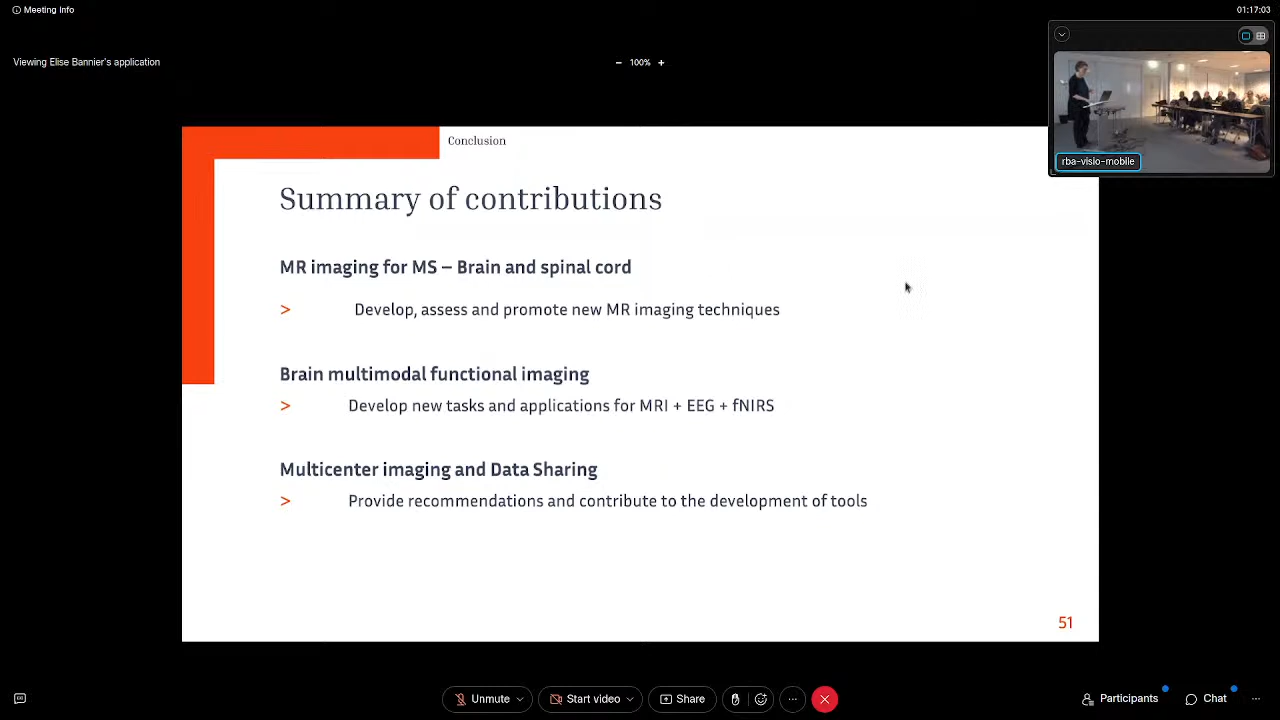 Meeting Info
01:17:03
Viewing Elise Bannier's application
− 100% +
rba-visio-mobile
Conclusion
Summary of contributions
MR imaging for MS – Brain and spinal cord
> Develop, assess and promote new MR imaging techniques
Brain multimodal functional imaging
> Develop new tasks and applications for MRI + EEG + fNIRS
Multicenter imaging and Data Sharing
> Provide recommendations and contribute to the development of tools
51
Unmute
Start video
Share
Participants
Chat